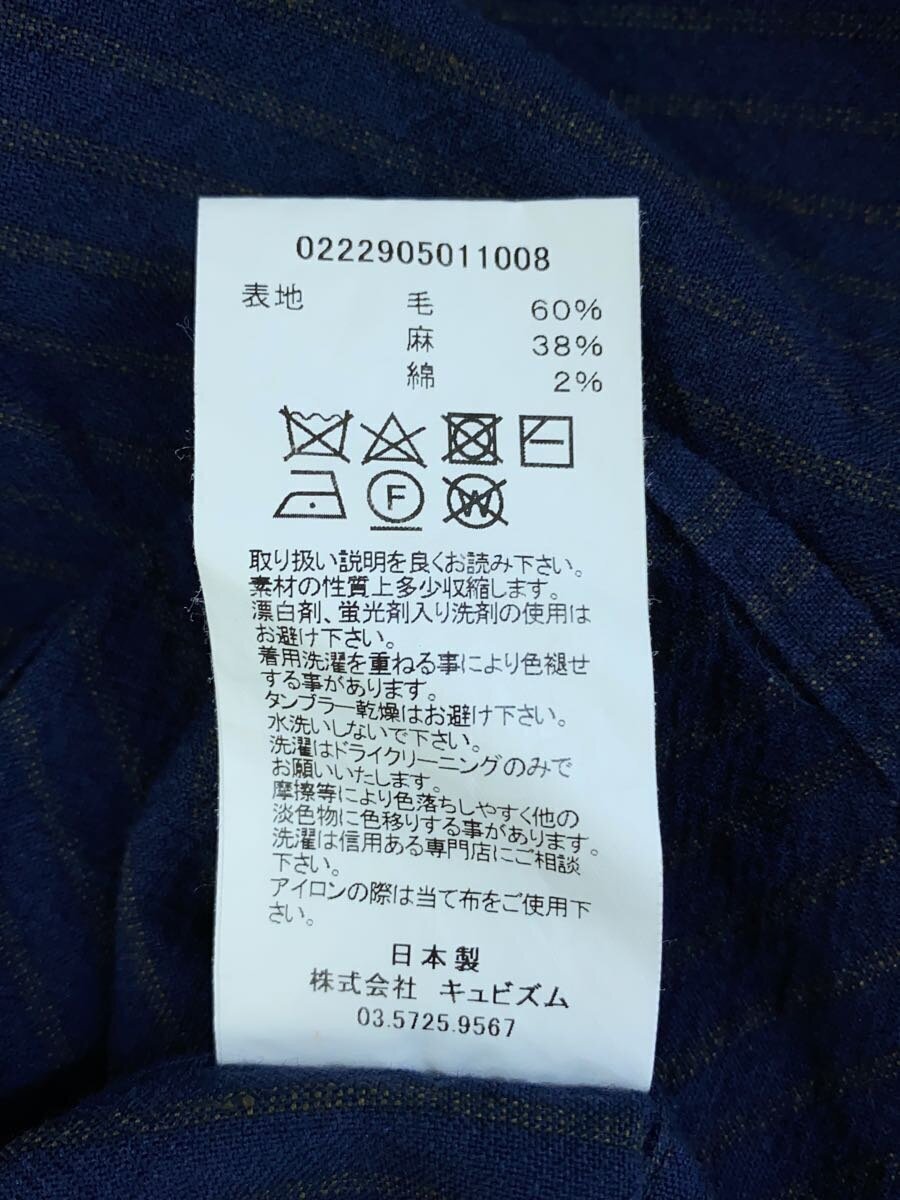 0222905011008
表地 毛 60%
麻 38%
綿 2%
F W
取り扱い説明を良くお読み下さい。
素材の性質上多少収縮します。
漂白剤、蛍光剤入り洗剤の使用は
お避け下さい。
着用洗濯を重ねる事により色褪せ
する事があります。
タンブラー乾燥はお避け下さい。
水洗いしないで下さい。
洗濯はドライクリーニングのみで
お願いいたします。
摩擦等により色落ちしやすく他の
淡色物に色移りする事があります。
洗濯は信用ある専門店にご相談
下さい。
アイロンの際は当て布をご使用下
さい。
日本製
株式会社 キュビズム
03.5725.9567